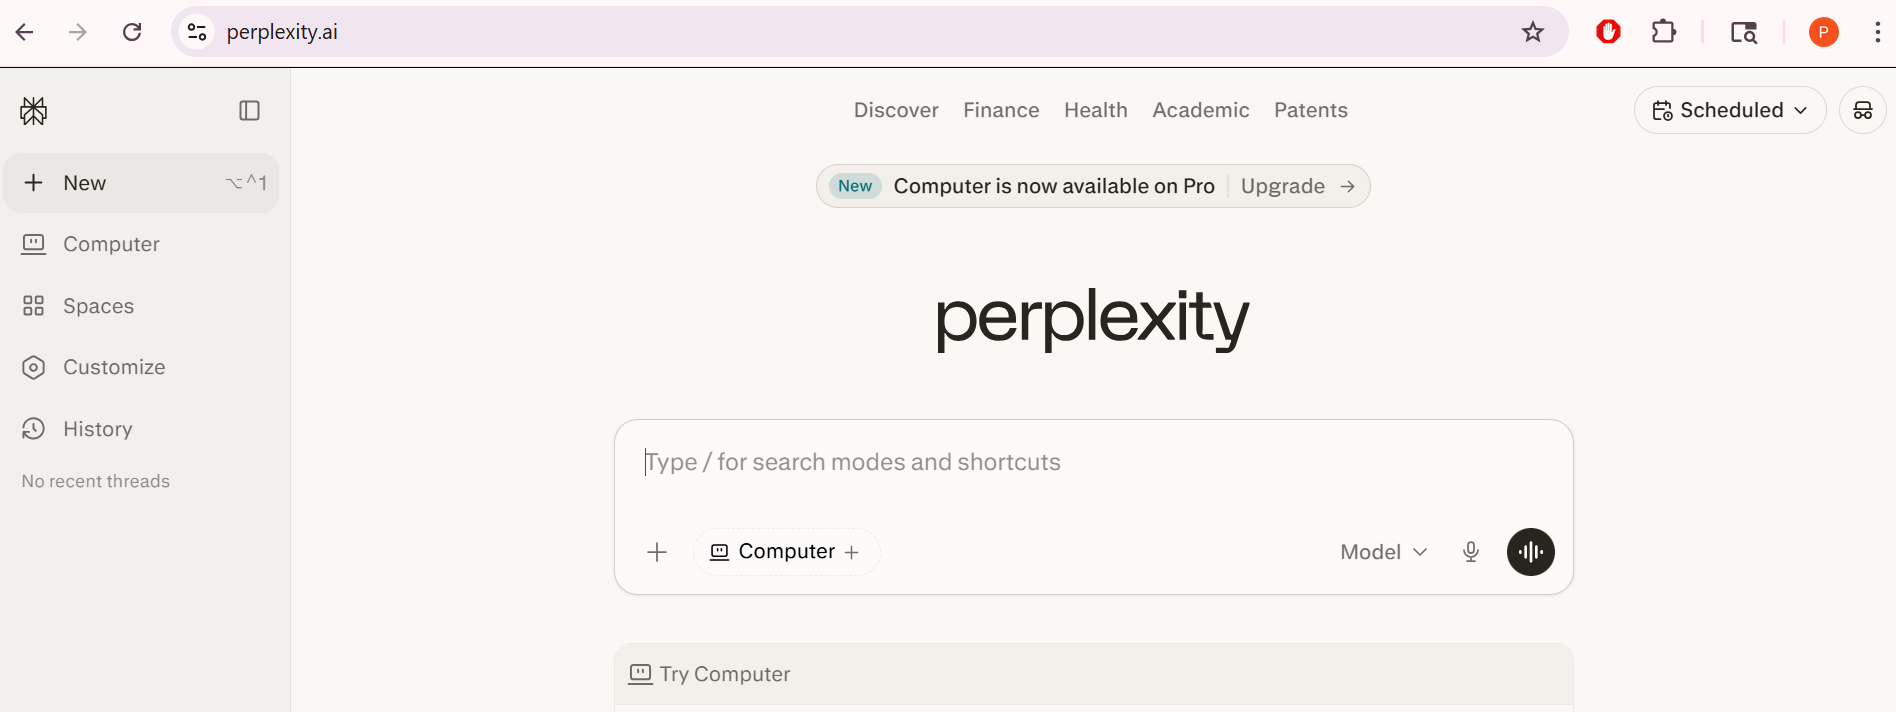 perplexity.ai
P
Discover Finance Health Academic Patents
Scheduled
New ⌥^1
Computer
Spaces
Customize
History
No recent threads
New Computer is now available on Pro Upgrade →
perplexity
Type / for search modes and shortcuts
Computer +
Model
Try Computer